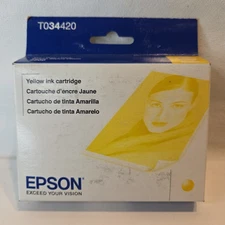 T034420
Yellow ink cartridge
Cartouche d'encre Jaune
Cartucho de tinta Amarilla
Cartucho de tinta Amarelo
EPSON
EXCEED YOUR VISION